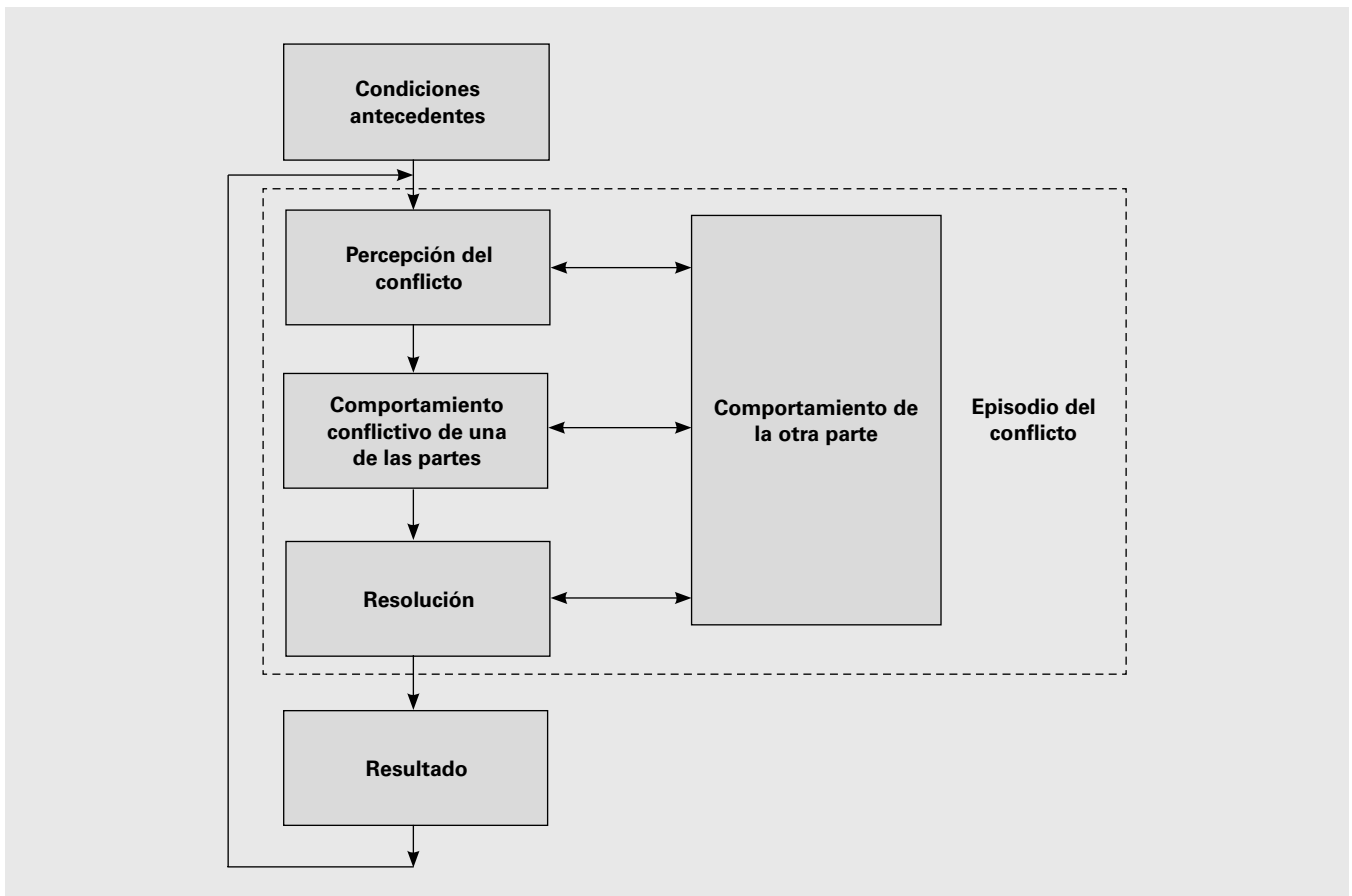 Condiciones
antecedentes
Percepción del
conflicto
Comportamiento
conflictivo de una
de las partes
Comportamiento de
la otra parte
Episodio del
conflicto
Resolución
Resultado